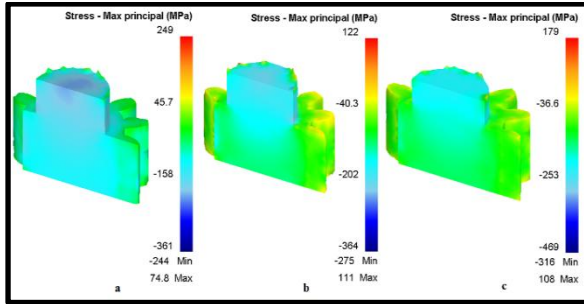 Stress - Max principal (MPa)
249
45.7
-158
-361
-244 Min
74.8 Max
a
Stress - Max principal (MPa)
122
-40.3
-202
-364
-275 Min
111 Max
b
Stress - Max principal (MPa)
179
-36.6
-253
-469
-316 Min
108 Max
c